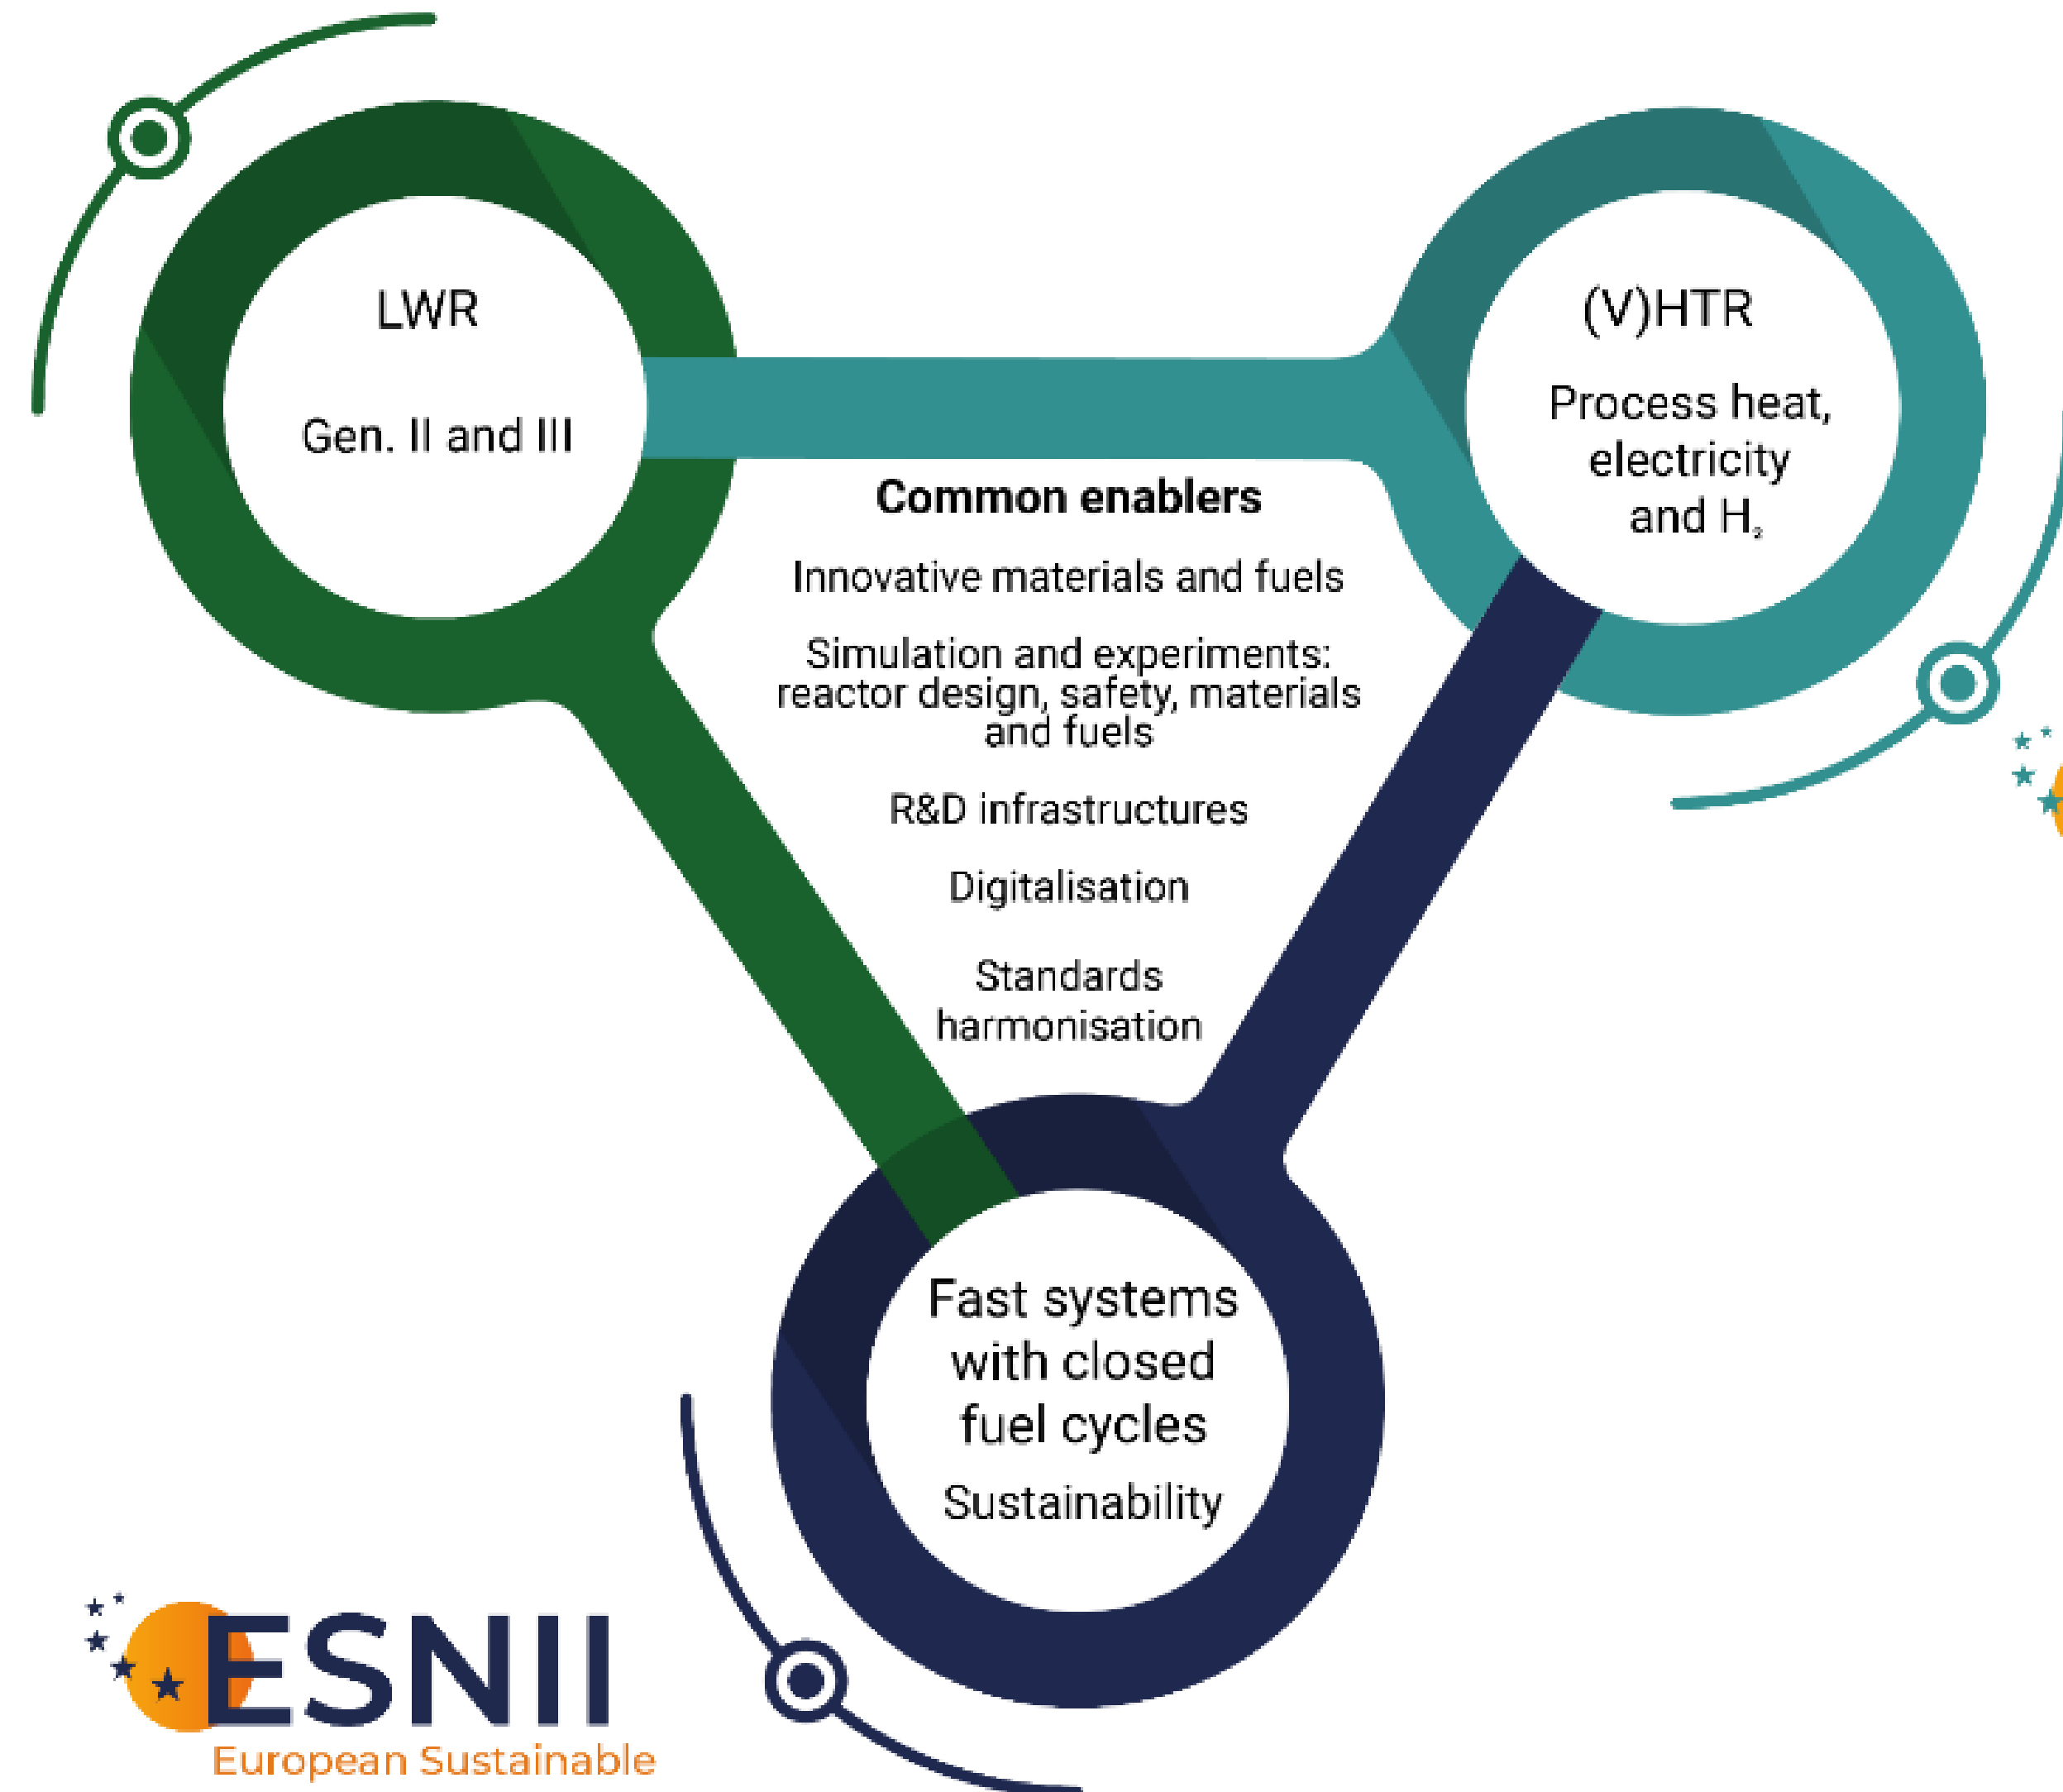 LWR
Gen. II and III
(V)HTR
Process heat,
electricity
and H₂
Common enablers
Innovative materials and fuels
Simulation and experiments:
reactor design, safety, materials
and fuels
R&D infrastructures
Digitalisation
Standards
harmonisation
Fast systems
with closed
fuel cycles
Sustainability
ESNII
European Sustainable